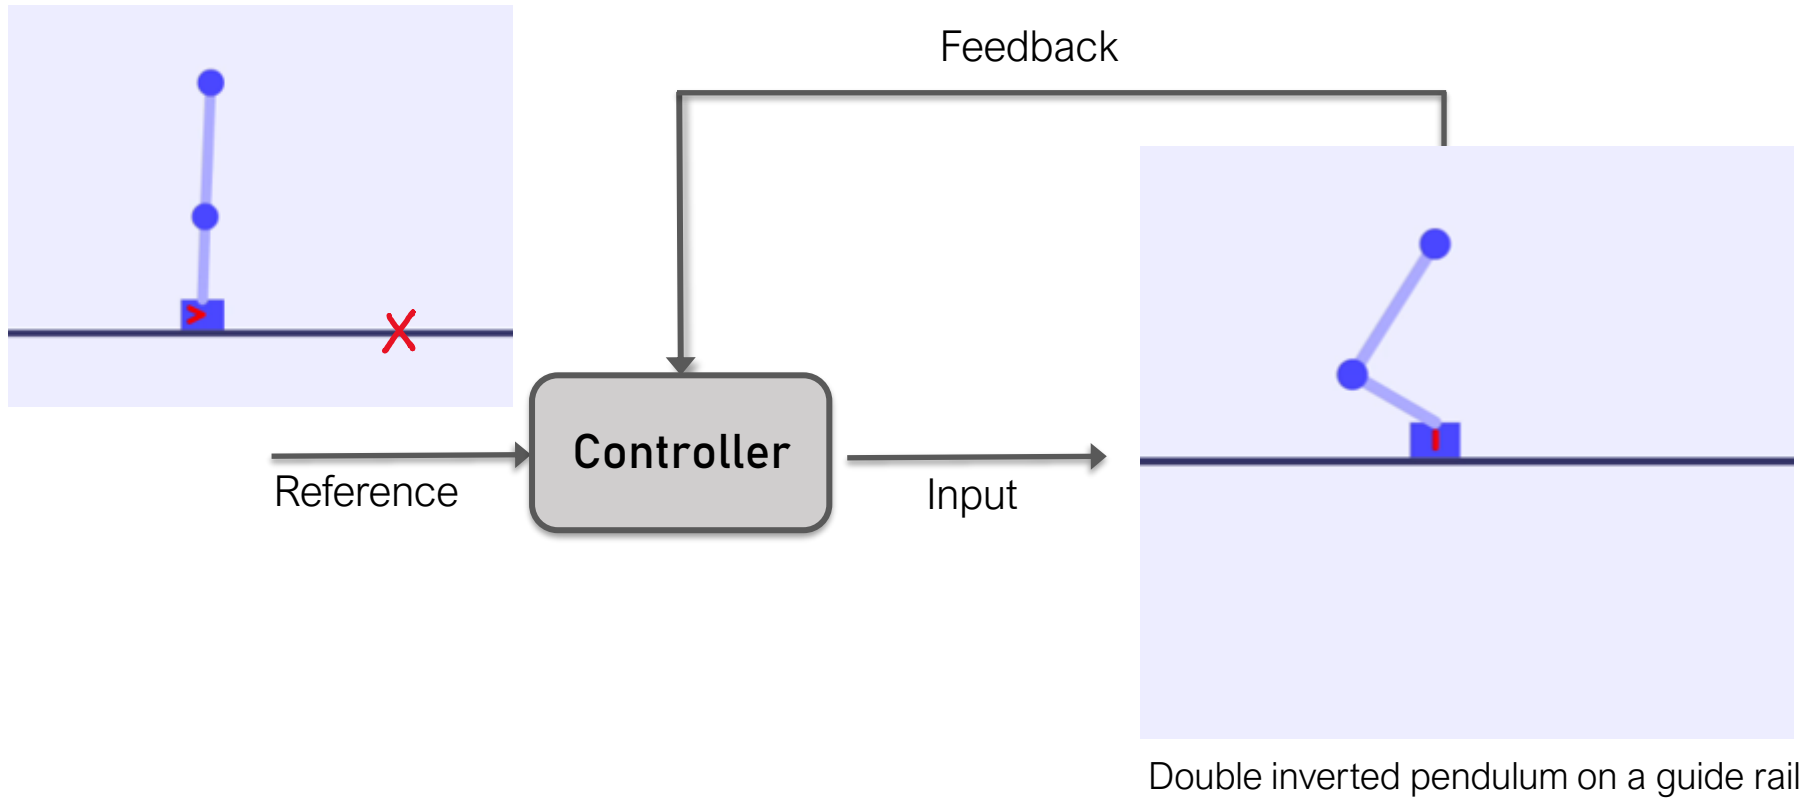 Feedback
Controller
Reference
Input
Double inverted pendulum on a guide rail